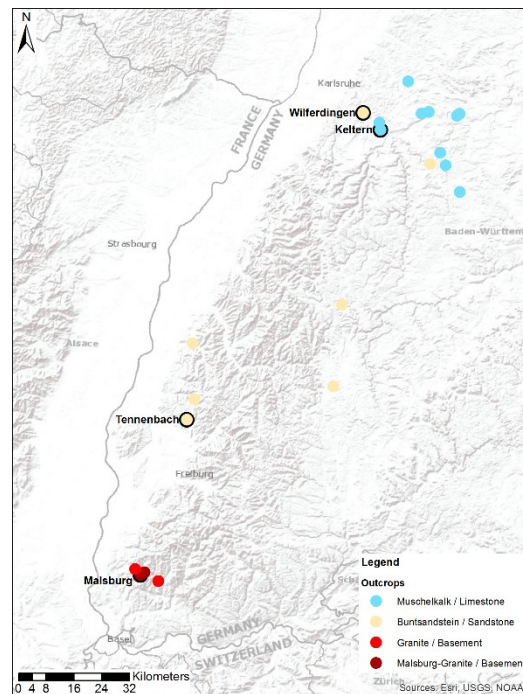 N
Karlsruhe
Wilferdingen
Keltern
FRANCE
GERMANY
Strasbourg
Baden-Württem
Alsace
Tennenbach
Freiburg
Malsburg
Legend
Outcrops
Muschelkalk / Limestone
Buntsandstein / Sandstone
Granite / Basement
Malsburg-Granite / Basement
Basel
GERMANY
SWITZERLAND
Zürich
Kilometers
0 4 8 16 24 32
Sources: Esri, USGS, NOAA